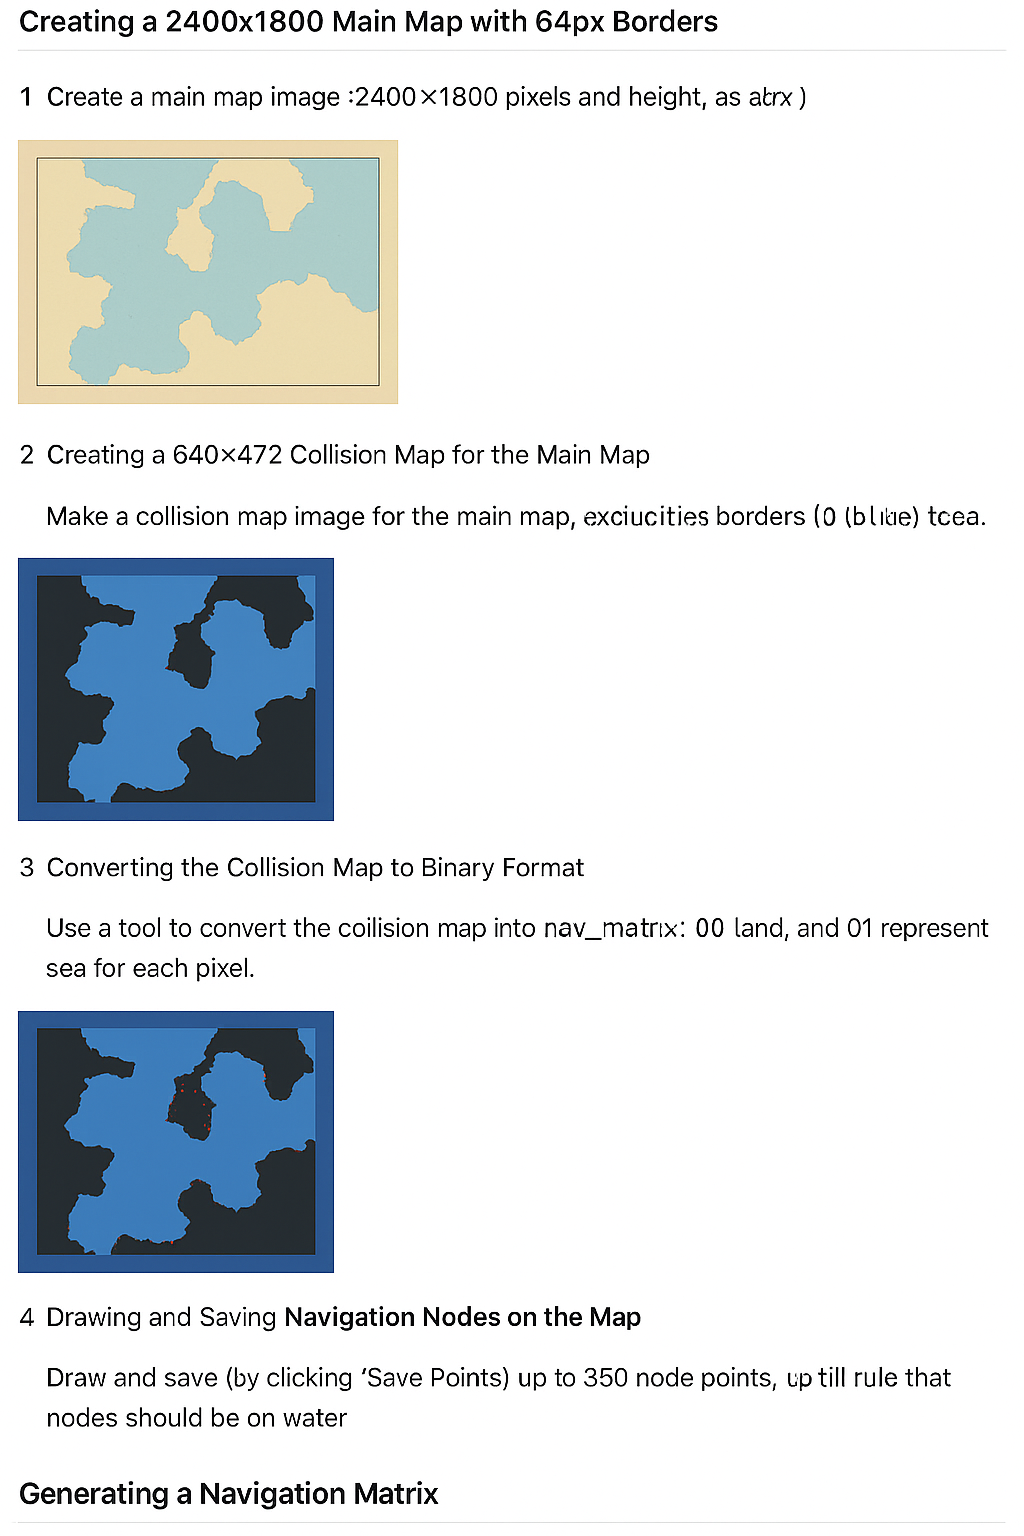 Creating a 2400x1800 Main Map with 64px Borders
1 Create a main map image :2400×1800 pixels and height, as
2 Creating a 640×472 Collision Map for the Main Map
Make a collision map image for the main map, exciucities borders (0
3 Converting the Collision Map to Binary Format
Use a tool to convert the coilision map into nav_matrix: 00 land, and 01 represent
sea for each pixel.
4 Drawing and Saving Navigation Nodes on the Map
Draw and save (by clicking ‘Save Points) up to 350 node points, up till rule that
nodes should be on water
Generating a Navigation Matrix